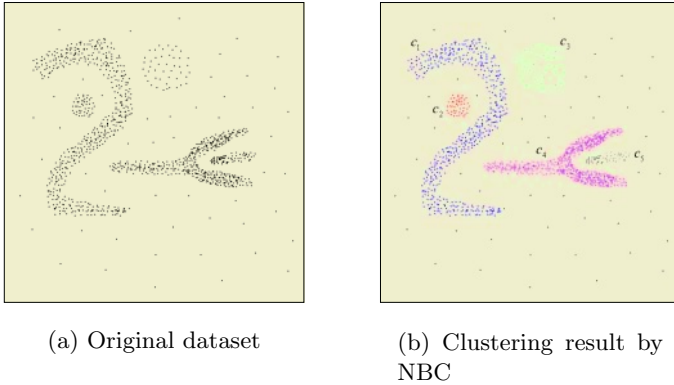 c₁
c₃
c₂
c₄
c₅
(a) Original dataset
(b) Clustering result by
NBC